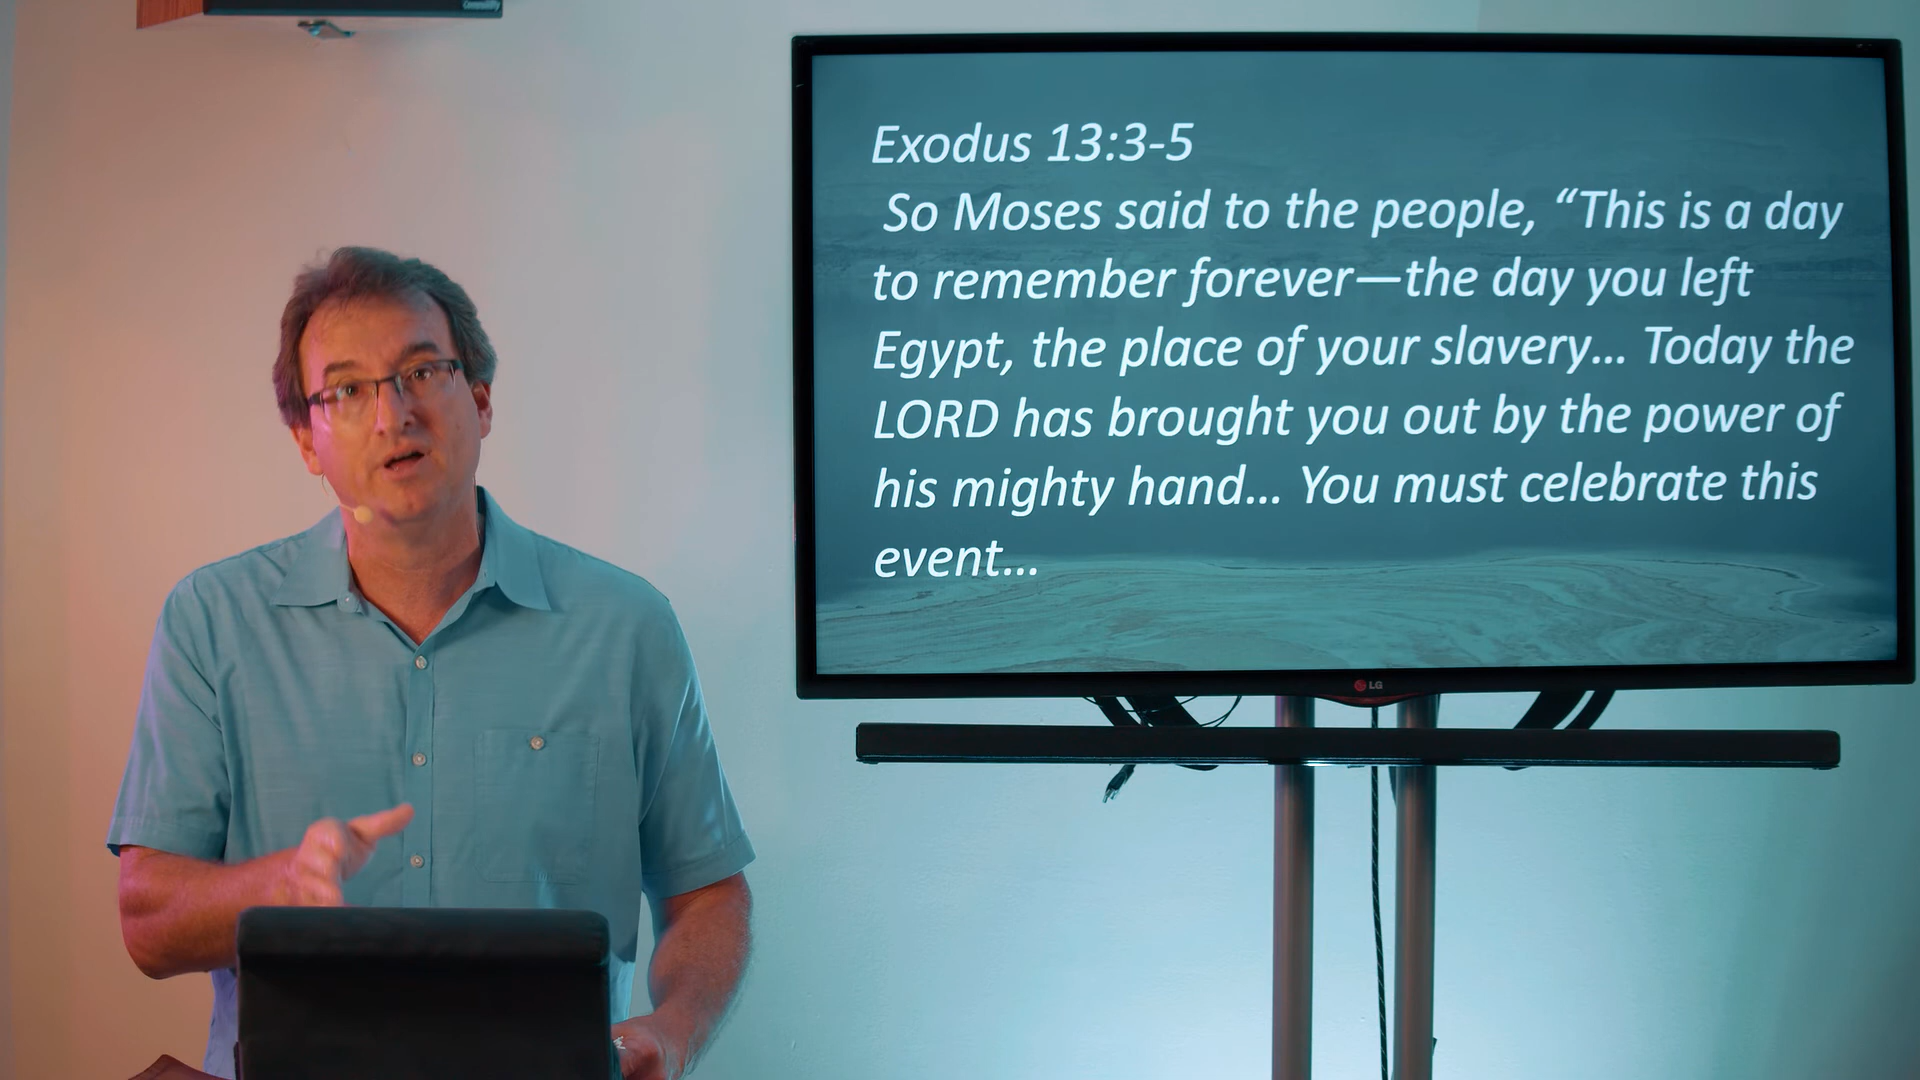 Community
Exodus 13:3-5
So Moses said to the people, “This is a day
to remember forever—the day you left
Egypt, the place of your slavery... Today the
LORD has brought you out by the power of
his mighty hand... You must celebrate this
event...
LG